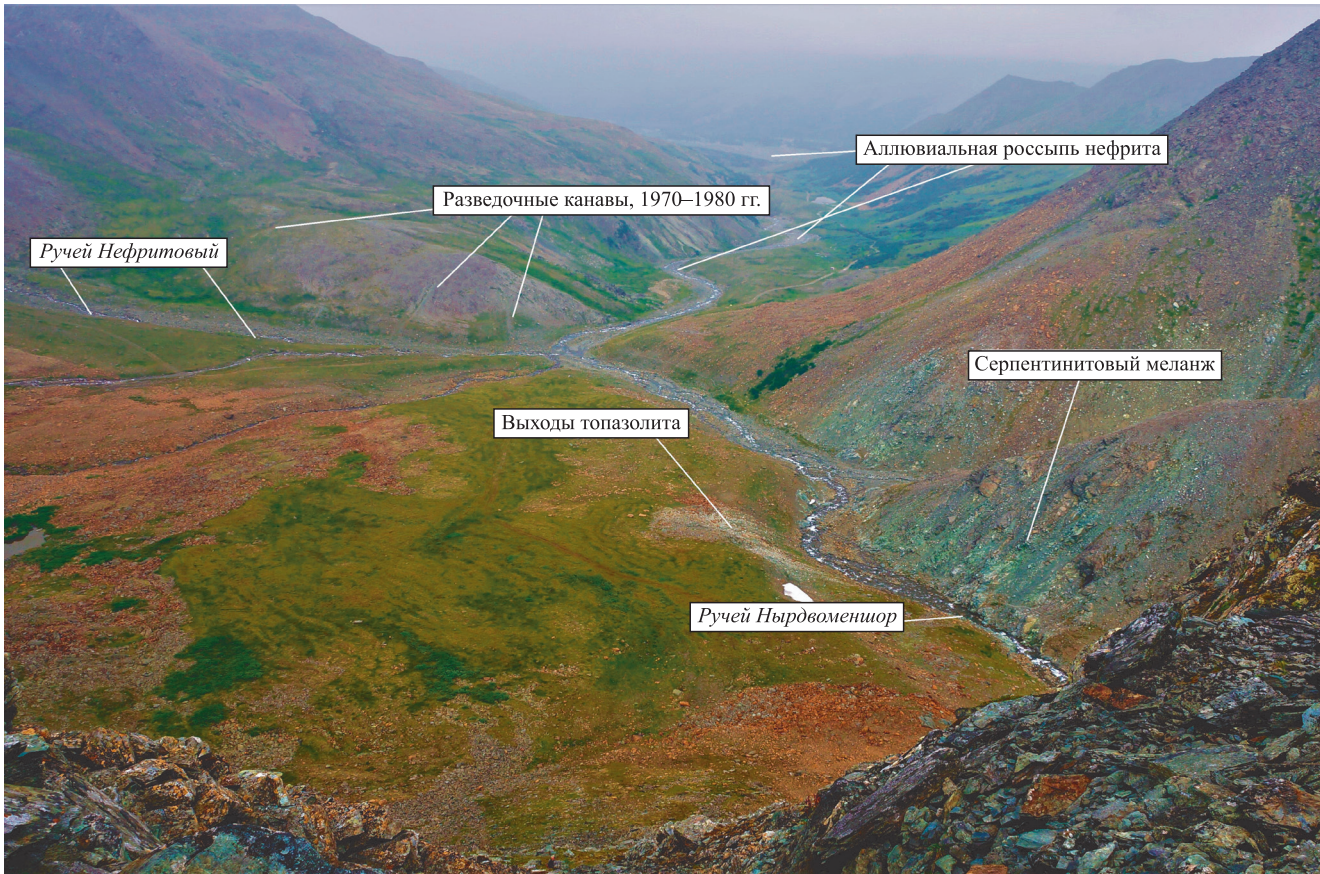 Аллювиальная россыпь нефрита
Разведочные канавы, 1970–1980 гг.
Ручей Нефритовый
Серпентинитовый меланж
Выходы топазолита
Ручей Нырдвоменшор